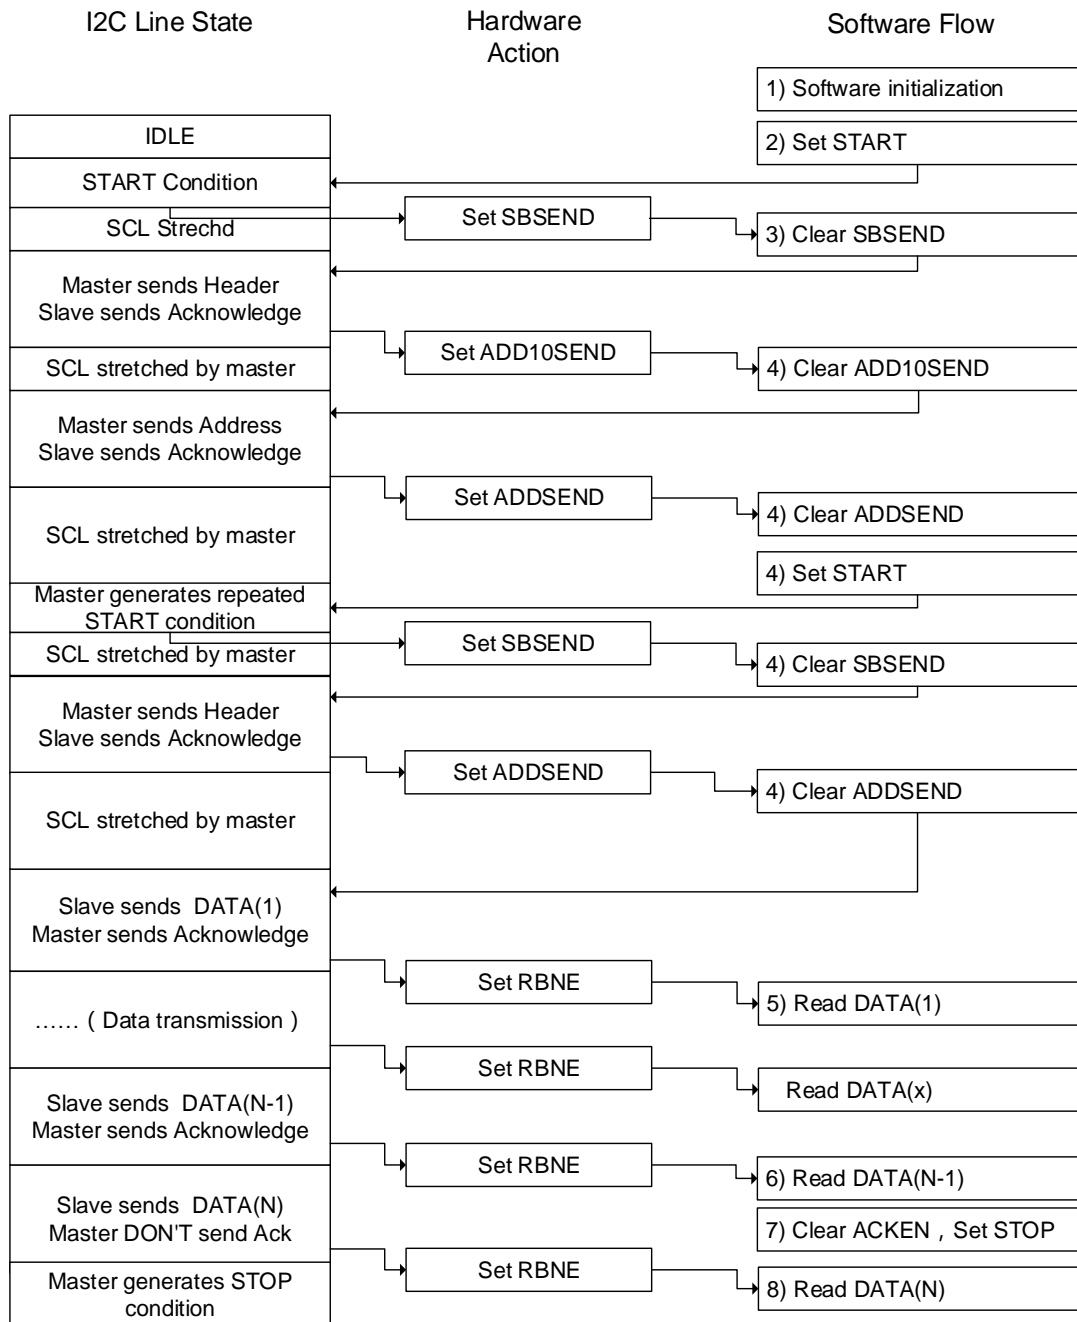 I2C Line State
Hardware
Action
Software Flow
1) Software initialization
IDLE
2) Set START
START Condition
SCL Strechd
Set SBSEND
3) Clear SBSEND
Master sends Header
Slave sends Acknowledge
Set ADD10SEND
SCL stretched by master
4) Clear ADD10SEND
Master sends Address
Slave sends Acknowledge
Set ADDSEND
SCL stretched by master
4) Clear ADDSEND
4) Set START
Master generates repeated
START condition
Set SBSEND
SCL stretched by master
4) Clear SBSEND
Master sends Header
Slave sends Acknowledge
Set ADDSEND
SCL stretched by master
4) Clear ADDSEND
Slave sends DATA(1)
Master sends Acknowledge
Set RBNE
5) Read DATA(1)
...... ( Data transmission )
Set RBNE
Read DATA(x)
Slave sends DATA(N-1)
Master sends Acknowledge
Set RBNE
6) Read DATA(N-1)
Slave sends DATA(N)
Master DON'T send Ack
7) Clear ACKEN , Set STOP
Set RBNE
8) Read DATA(N)
Master generates STOP
condition